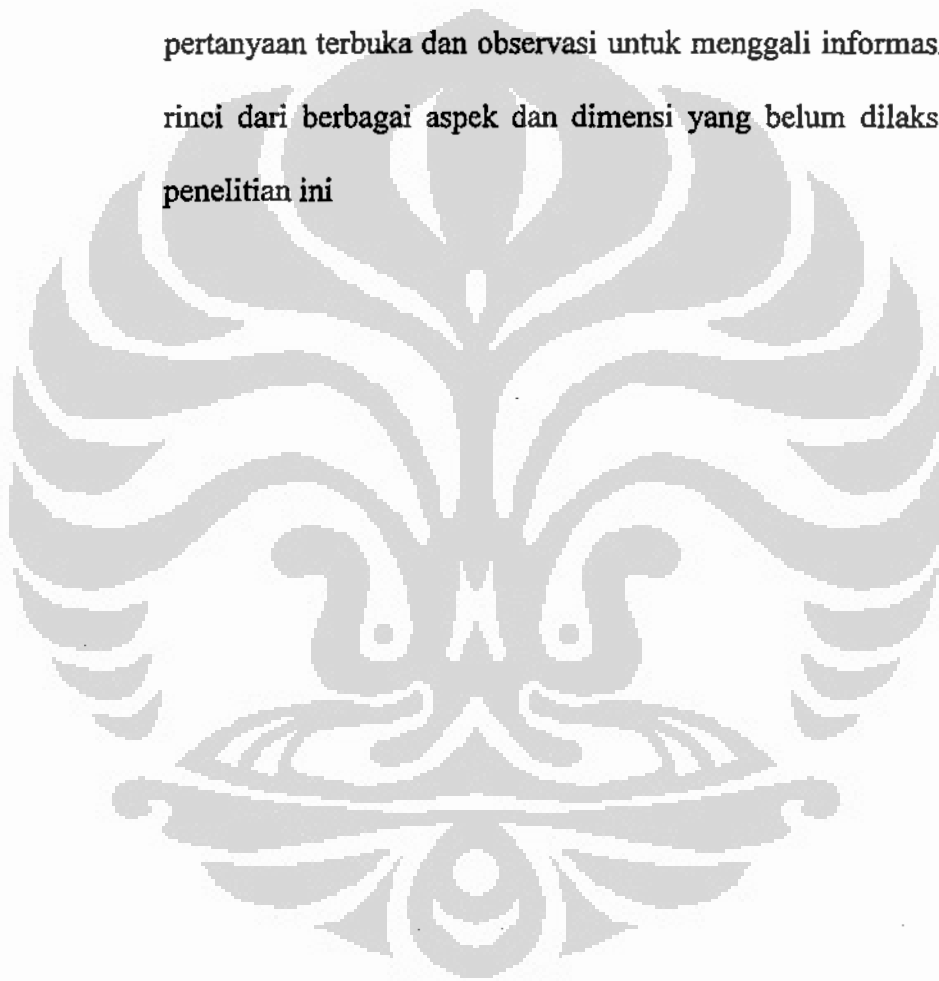 pertanyaan terbuka dan observasi untuk menggali informas
rinci dari berbagai aspek dan dimensi yang belum dilaks
penelitian ini